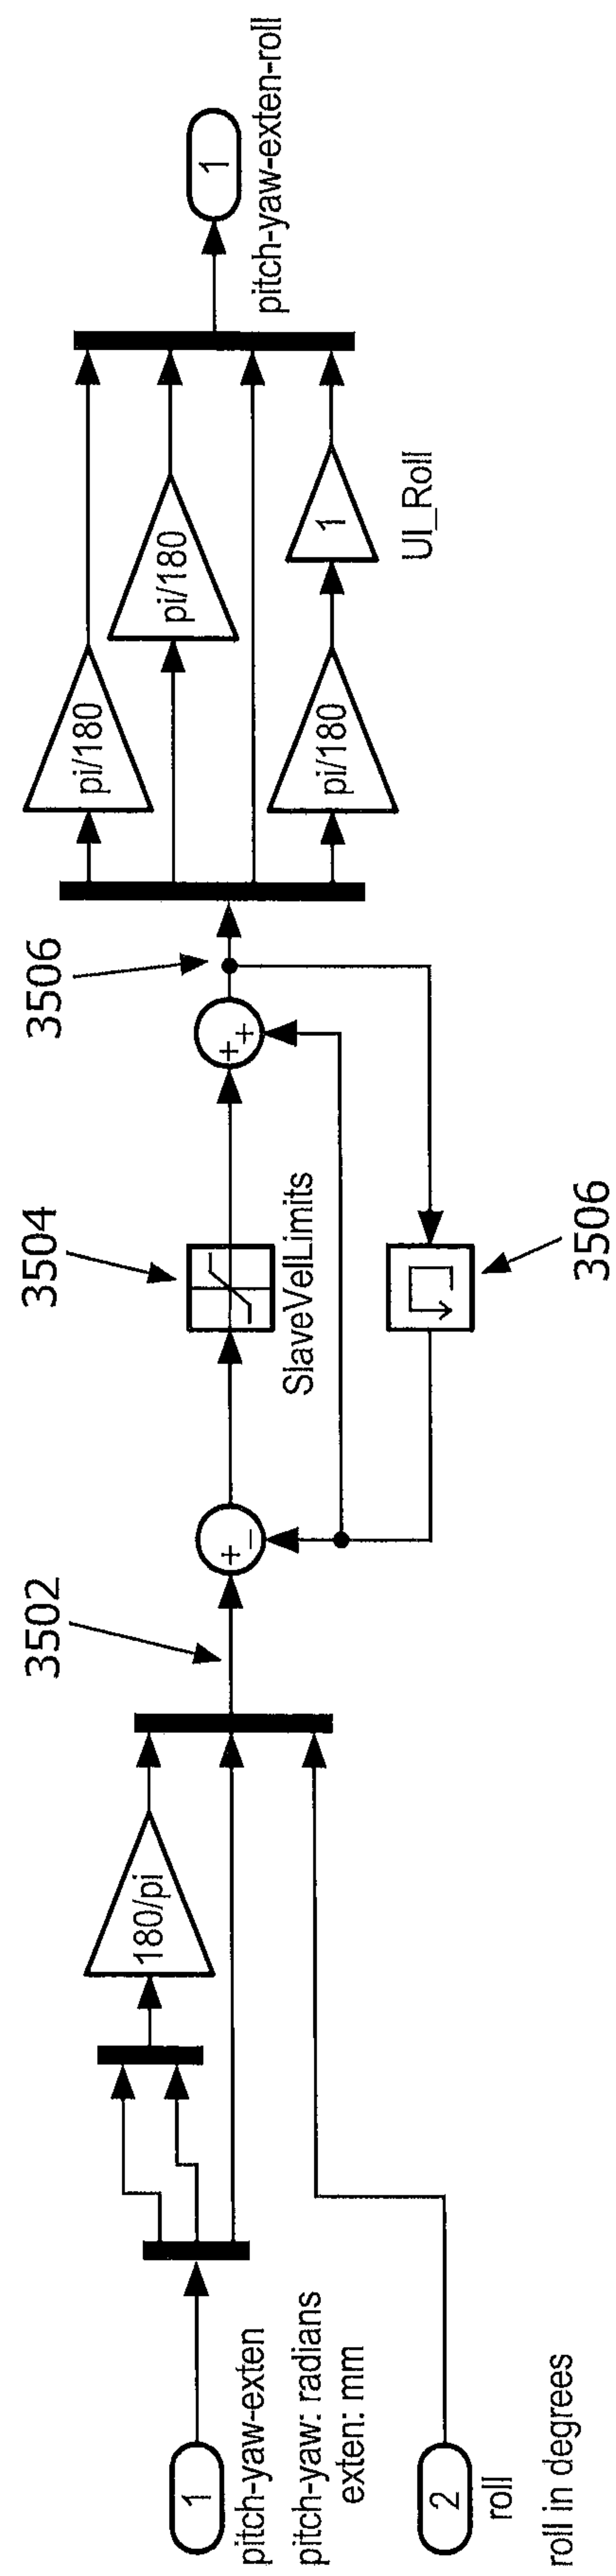 1
pitch-yaw-exten
pitch-yaw: radians
exten: mm
2
roll
roll in degrees
180/pi
3502
+
-
3504
SlaveVelLimits
+
+
3506
3506
pi/180
pi/180
pi/180
1
UI_Roll
1
pitch-yaw-exten-roll